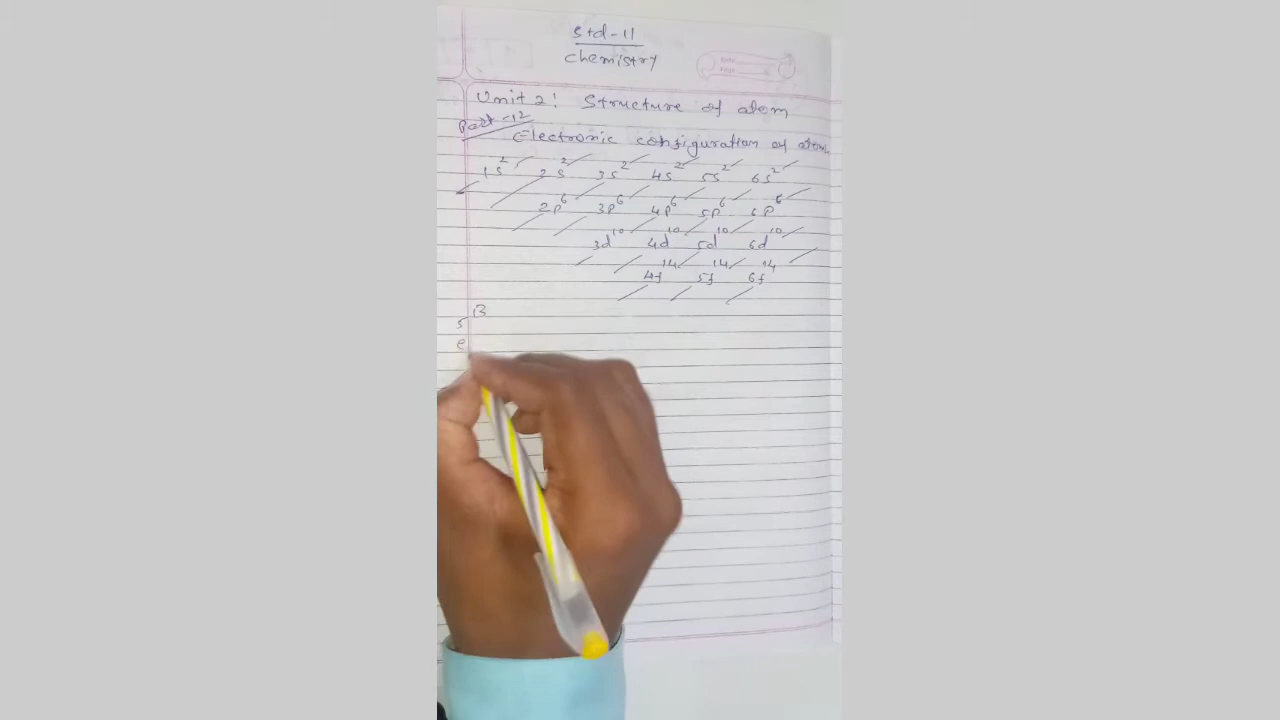 Std-11
chemistry
Unit 2: Structure of atom
Part-12
Electronic configuration of atom
1s² 2s² 3s² 4s² 5s² 6s²
2p⁶ 3p⁶ 4p⁶ 5p⁶ 6p⁶
3d¹⁰ 4d¹⁰ 5d¹⁰ 6d¹⁰
4f¹⁴ 5f¹⁴ 6f¹⁴
₅B
e